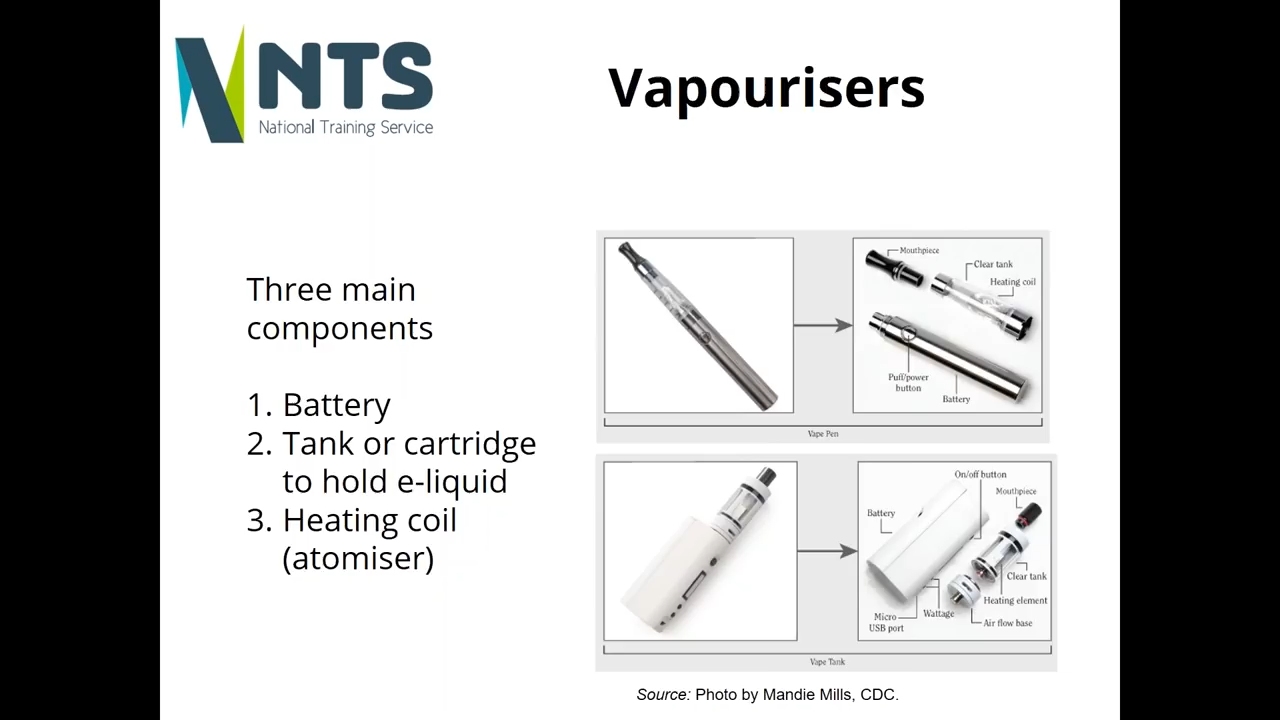 NTS
National Training Service
Vapourisers
Three main
components
1. Battery
2. Tank or cartridge
to hold e-liquid
3. Heating coil
(atomiser)
Mouthpiece
Clear tank
Heating coil
Puff/power
button
Battery
Vape Pen
On/off button
Mouthpiece
Battery
Clear tank
Heating element
Wattage
Micro
USB port
Air flow base
Vape Tank
Source: Photo by Mandie Mills, CDC.